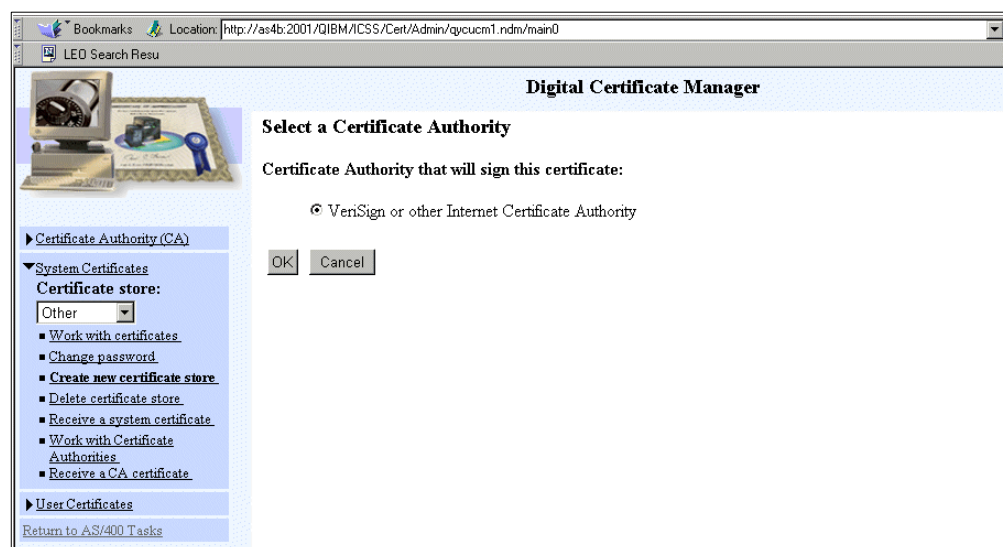 Bookmarks Location: http://as4b:2001/QIBM/ICSS/Cert/Admin/qycucm1.ndm/main0
LEO Search Resu
Digital Certificate Manager
Select a Certificate Authority
Certificate Authority that will sign this certificate:
VeriSign or other Internet Certificate Authority
OK Cancel
Certificate Authority (CA)
System Certificates
Certificate store:
Other
Work with certificates
Change password
Create new certificate store
Delete certificate store
Receive a system certificate
Work with Certificate
Authorities
Receive a CA certificate
User Certificates
Return to AS/400 Tasks